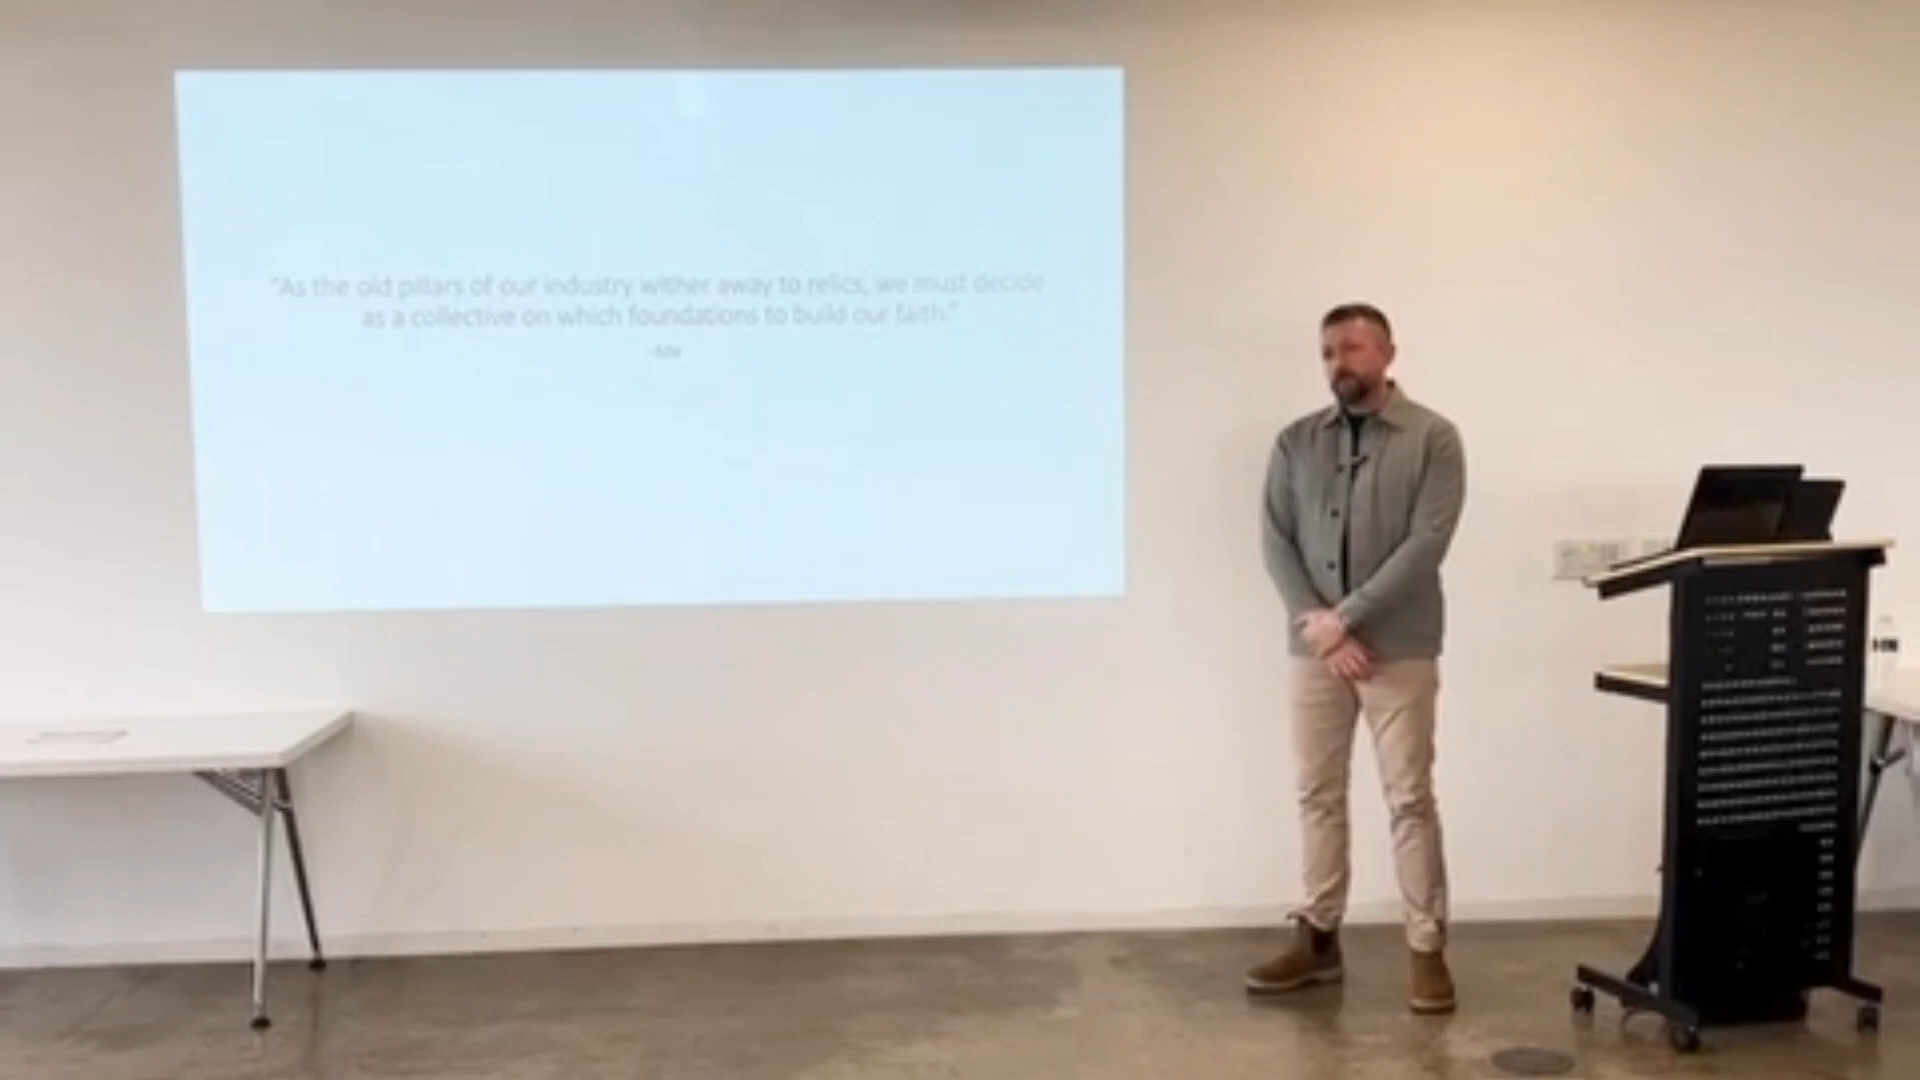 "As the old pillars of our industry wither away to relics, we must decide
as a collective on which foundations to build our faith."
-Me